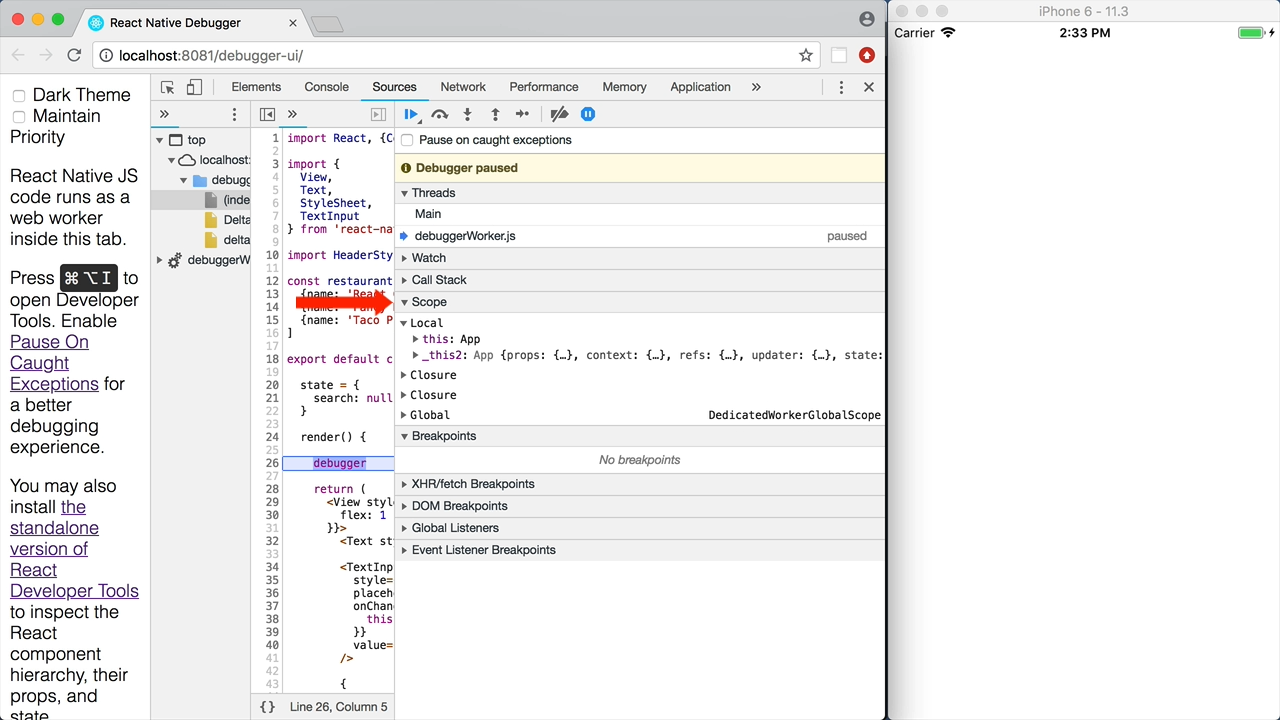 React Native Debugger
localhost:8081/debugger-ui/
Dark Theme
Maintain
Priority
React Native JS
code runs as a
web worker
inside this tab.
Press ⌘⌥I to
open Developer
Tools. Enable
Pause On
Caught
Exceptions for
a better
debugging
experience.
You may also
install the
standalone
version of
React
Developer Tools
to inspect the
React
component
hierarchy, their
props, and
state
Elements Console Sources Network Performance Memory Application »
»
top
localhost:
debugg
(inde
Delta
delta
debuggerW
»
1 import React, {C
2
3 import {
4 View,
5 Text,
6 StyleSheet,
7 TextInput
8 } from 'react-na
9
10 import HeaderSty
11
12 const restaurant
13 {name: 'React
14 {name:
15 {name: 'Taco P
16 ]
17
18 export default c
19
20 state = {
21 search: null
22 }
23
24 render() {
25
26 debugger
27
28 return (
29 <View style
30 flex: 1
31 }}>
32 <Text st
33
34 <TextInp
35 style=
36 placeho
37 onChan
38 this
39 }}
40 value=
41 />
42
43 {
{} Line 26, Column 5
Pause on caught exceptions
Debugger paused
Threads
Main
debuggerWorker.js paused
Watch
Call Stack
Scope
Local
this: App
_this2: App {props: {…}, context: {…}, refs: {…}, updater: {…}, state:
Closure
Closure
Global DedicatedWorkerGlobalScope
Breakpoints
No breakpoints
XHR/fetch Breakpoints
DOM Breakpoints
Global Listeners
Event Listener Breakpoints
iPhone 6 - 11.3
Carrier 2:33 PM